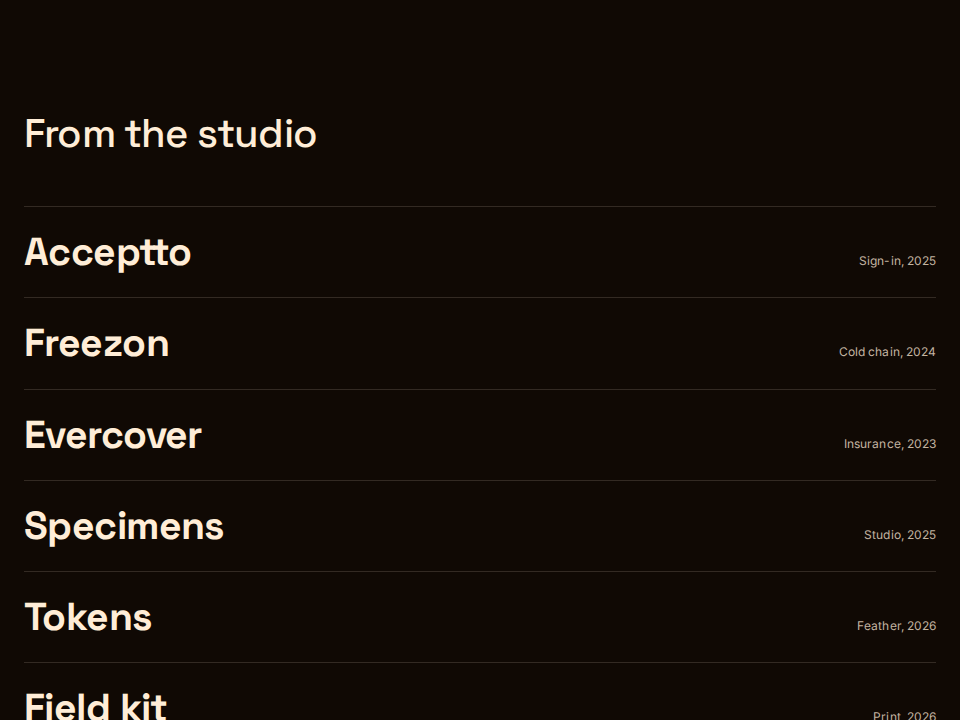 From the studio
Acceptto
Sign-in, 2025
Freezon
Cold chain, 2024
Evercover
Insurance, 2023
Specimens
Studio, 2025
Tokens
Feather, 2026
Field kit
Print, 2026